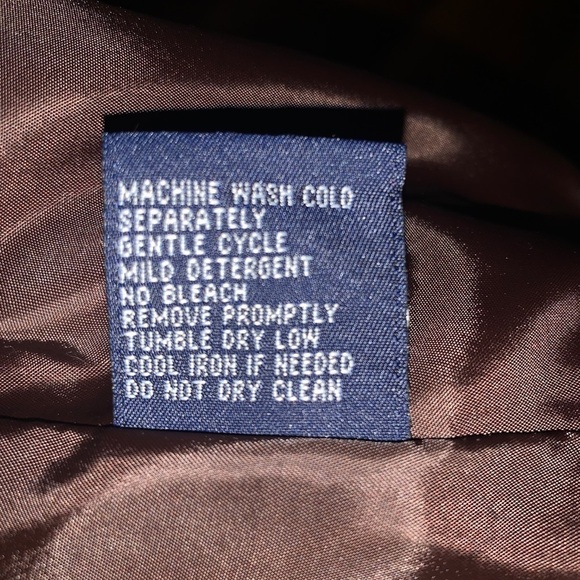 MACHINE WASH COLD
SEPARATELY
GENTLE CYCLE
MILD DETERGENT
NO BLEACH
REMOVE PROMPTLY
TUMBLE DRY LOW
COOL IRON IF NEEDED
DO NOT DRY CLEAN